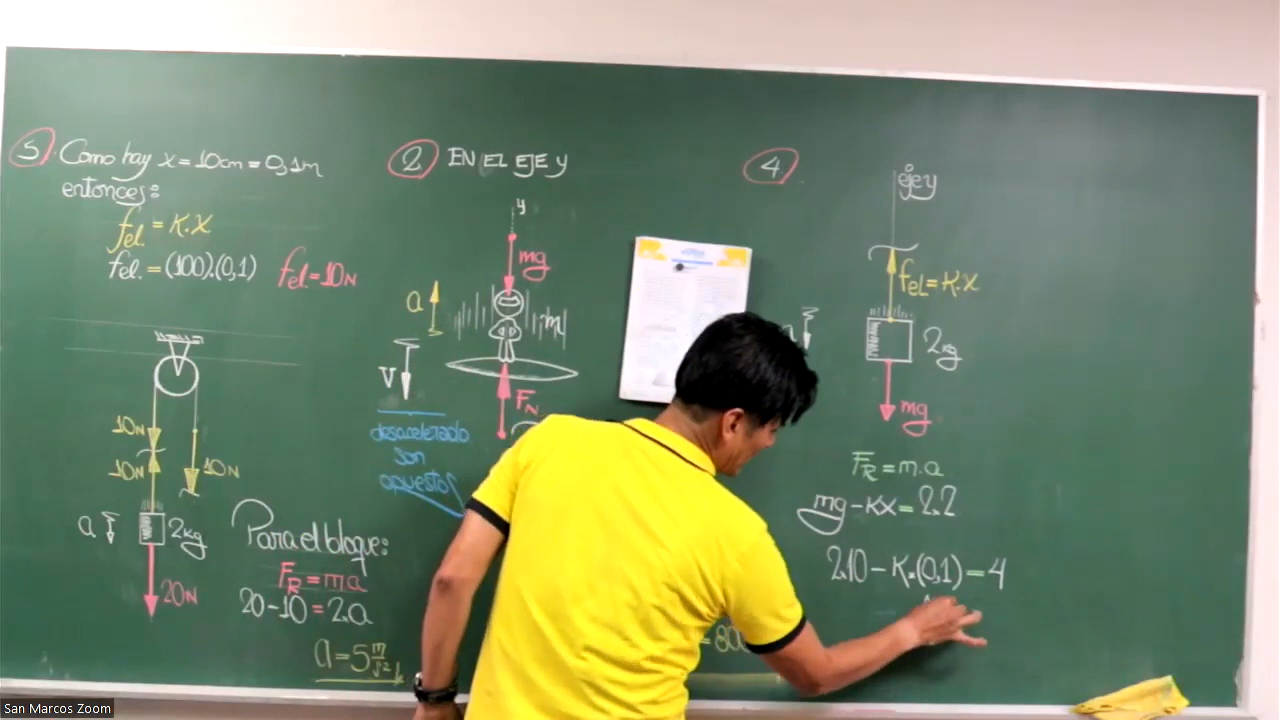 5 Como hay x = 10cm = 0,1m
entonces:
fel. = K.X
fel. = (100).(0,1) fel = 10N
10N
10N
10N
a
2kg
20N
Para el bloque:
FR = ma
20-10 = 2.a
a = 5 m/s²
2 EN EL EJE Y
y
mg
a
m
V
FN
desacelerado
son
opuestos
= 800
4
eje y
fel = K.X
2kg
mg
FR = m.a
mg - KX = 2.2
2.10 - K.(0,1) = 4
San Marcos Zoom